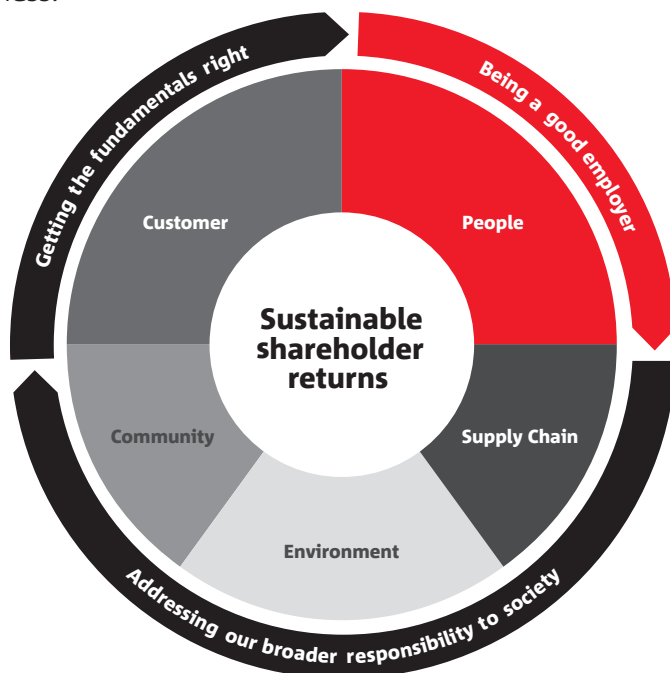 Getting the fundamentals right
Being a good employer
Customer
People
Sustainable
shareholder
returns
Community
Supply Chain
Environment
Addressing our broader responsibility to society